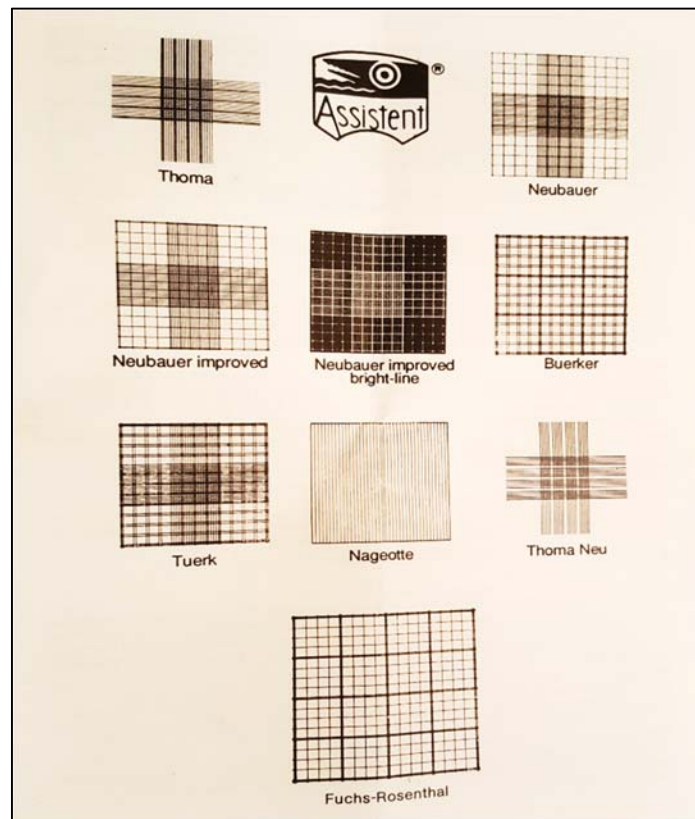 Thoma
Assistent®
Neubauer
Neubauer improved
Neubauer improved
bright-line
Buerker
Tuerk
Nageotte
Thoma Neu
Fuchs-Rosenthal